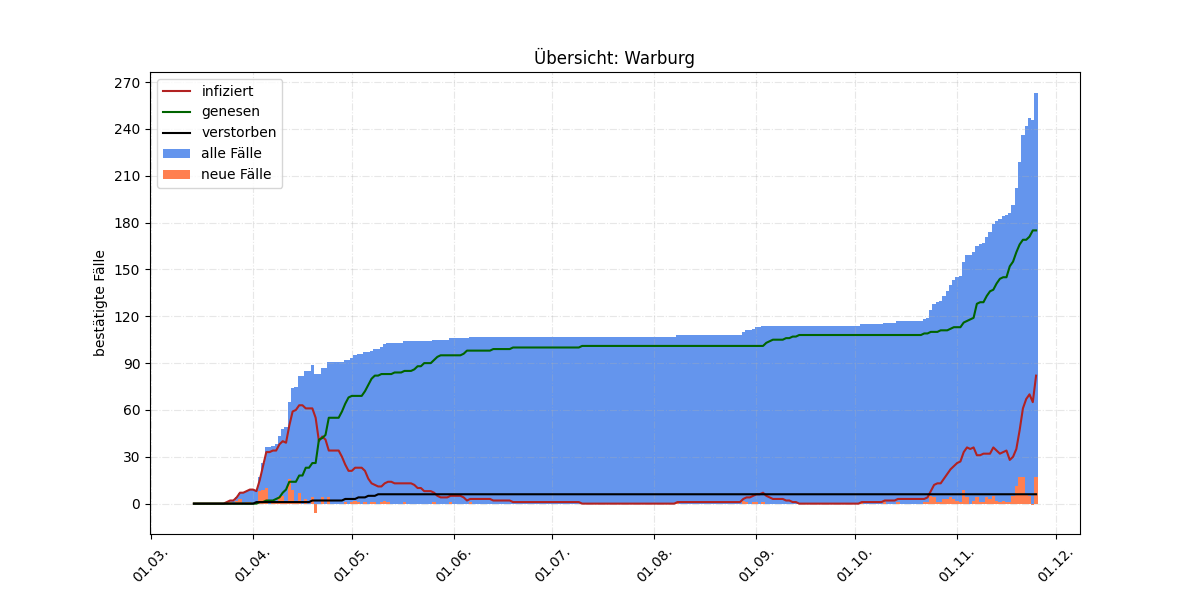 Übersicht: Warburg
bestätigte Fälle
270
240
210
180
150
120
90
60
30
0
infiziert
genesen
verstorben
alle Fälle
neue Fälle
01.03.
01.04.
01.05.
01.06.
01.07.
01.08.
01.09.
01.10.
01.11.
01.12.